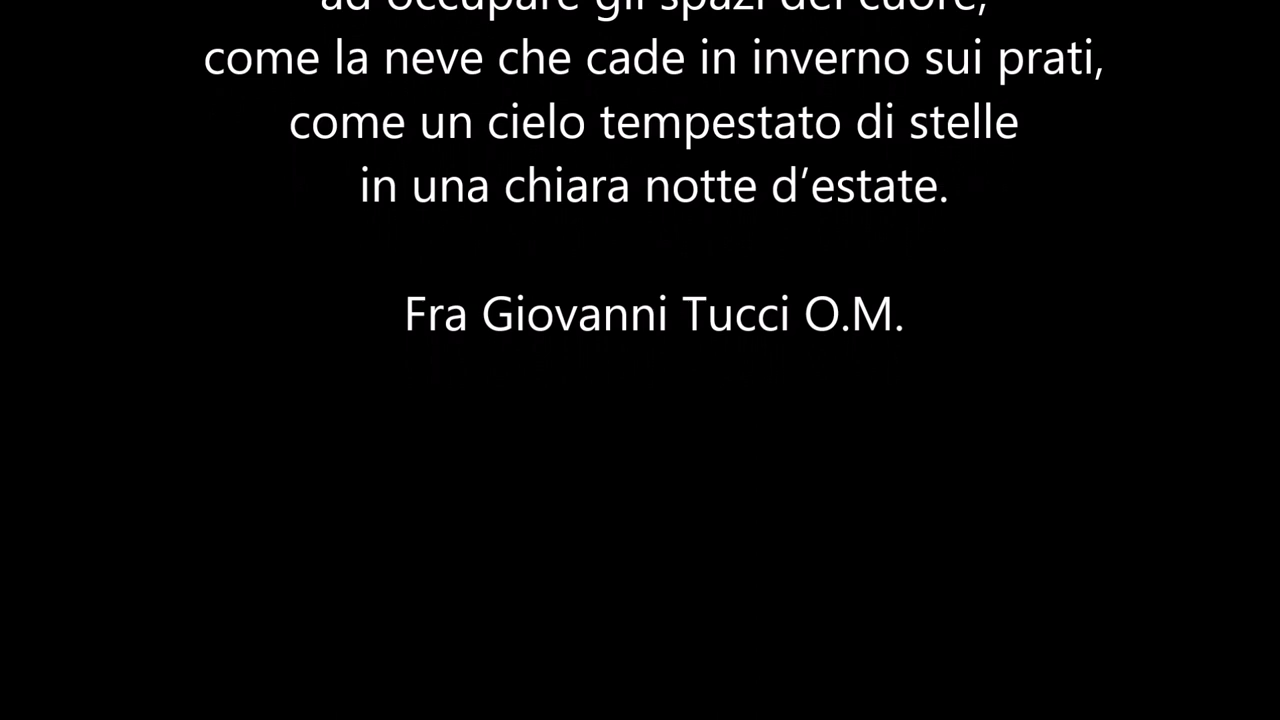 ad occupare gli spazi del cuore,
come la neve che cade in inverno sui prati,
come un cielo tempestato di stelle
in una chiara notte d’estate.
Fra Giovanni Tucci O.M.